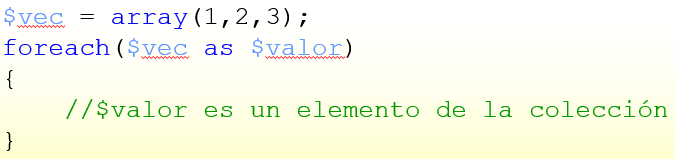 $vec = array(1,2,3);
foreach($vec as $valor)
{
    //$valor es un elemento de la colección
}